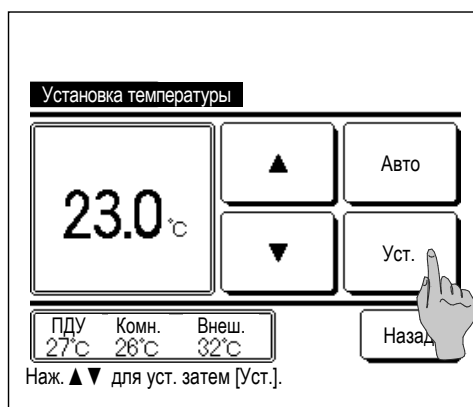 Установка температуры
▲ Авто
23.0°C
▼ Уст.
ПДУ Комн. Внеш.
27°C 26°C 32°C
Назад
Наж. ▲▼ для уст. затем [Уст.].